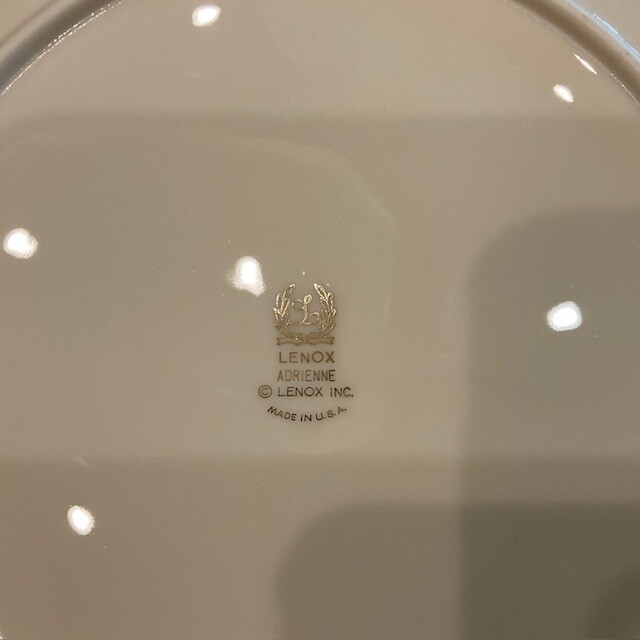 L
LENOX
ADRIENNE
© LENOX INC.
MADE IN U.S.A.